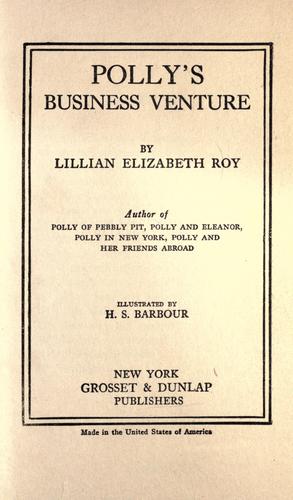 POLLY'S
BUSINESS VENTURE
BY
LILLIAN ELIZABETH ROY
Author of
POLLY OF PEBBLY PIT, POLLY AND ELEANOR,
POLLY IN NEW YORK, POLLY AND
HER FRIENDS ABROAD
ILLUSTRATED BY
H. S. BARBOUR
NEW YORK
GROSSET & DUNLAP
PUBLISHERS
Made in the United States of America